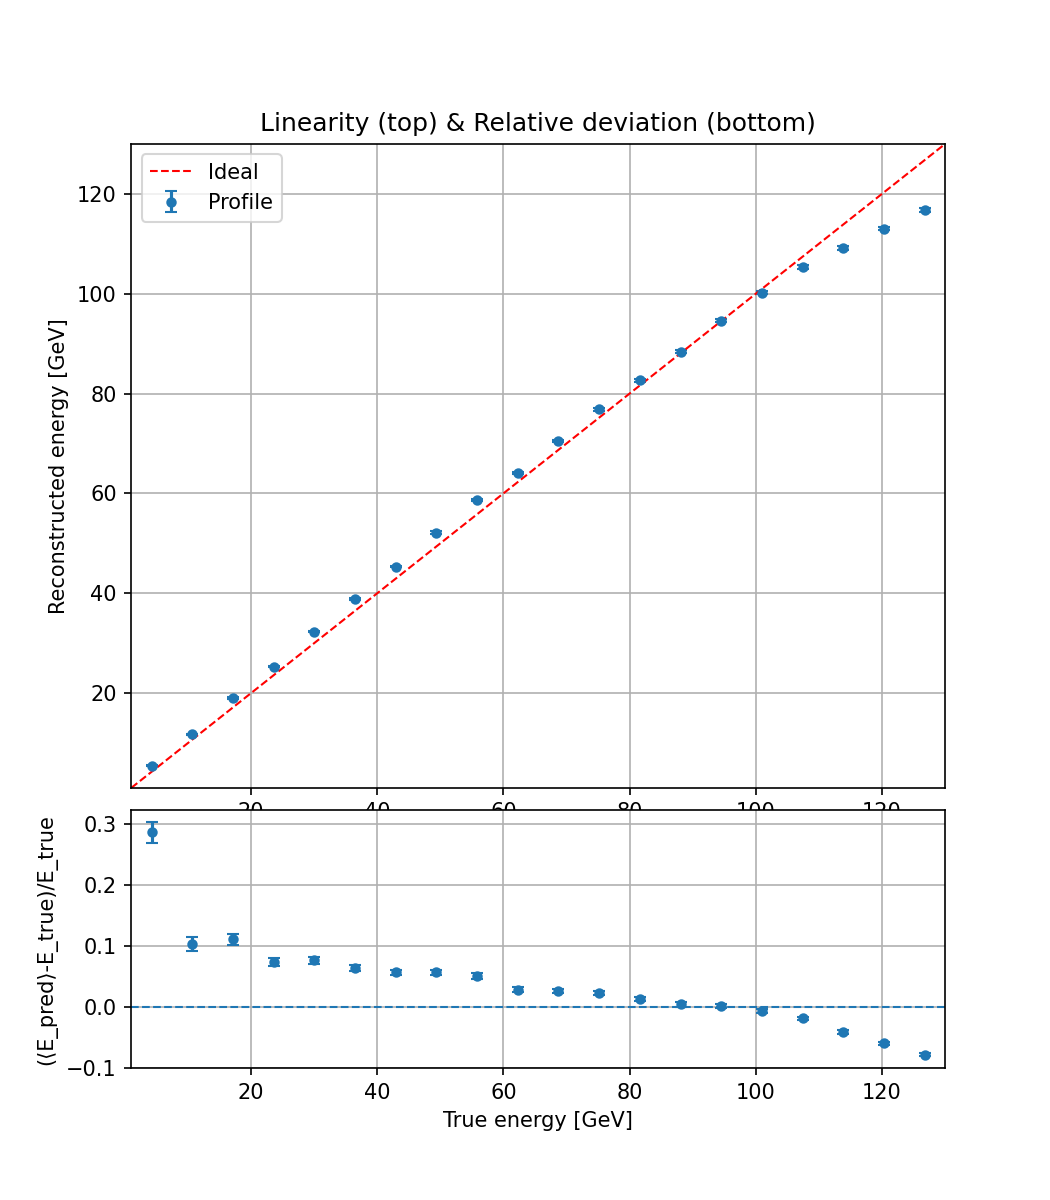 Linearity (top) & Relative deviation (bottom)
Ideal
Profile
120
100
80
60
40
20
Reconstructed energy [GeV]
20 40 60 80 100 120
0.3
0.2
0.1
0.0
−0.1
(⟨E_pred⟩-E_true)/E_true
20 40 60 80 100 120
True energy [GeV]